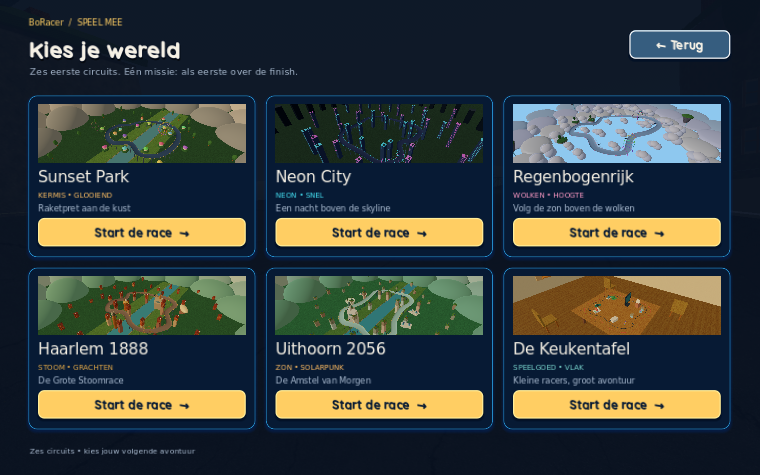 BoRacer / SPEEL MEE
Kies je wereld
← Terug
Zes eerste circuits. Eén missie: als eerste over de finish.
Sunset Park
KERMIS • GLOOIEND
Raketpret aan de kust
Start de race →
Neon City
NEON • SNEL
Een nacht boven de skyline
Start de race →
Regenbogenrijk
WOLKEN • HOOGTE
Volg de zon boven de wolken
Start de race →
Haarlem 1888
STOOM • GRACHTEN
De Grote Stoomrace
Start de race →
Uithoorn 2056
ZON • SOLARPUNK
De Amstel van Morgen
Start de race →
De Keukentafel
SPEELGOED • VLAK
Kleine racers, groot avontuur
Start de race →
Zes circuits • kies jouw volgende avontuur